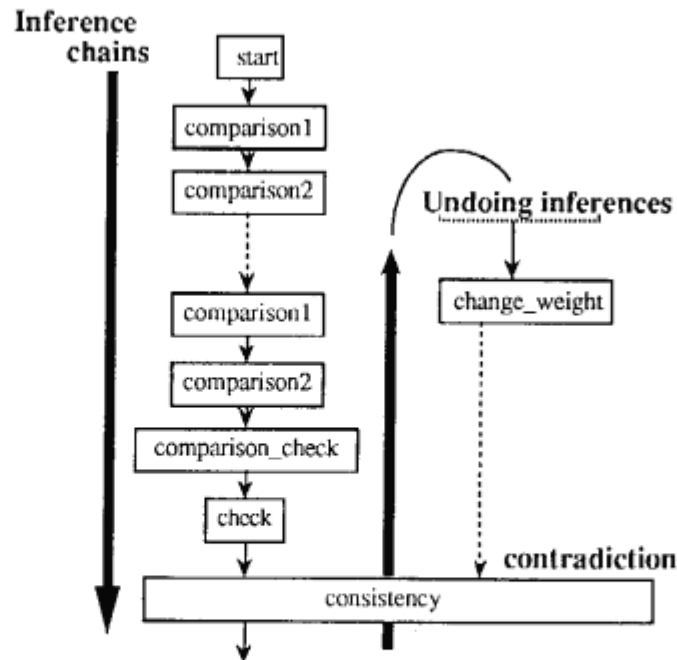 Inference
chains
start
comparison1
comparison2
Undoing inferences
change_weight
comparison1
comparison2
comparison_check
check
contradiction
consistency